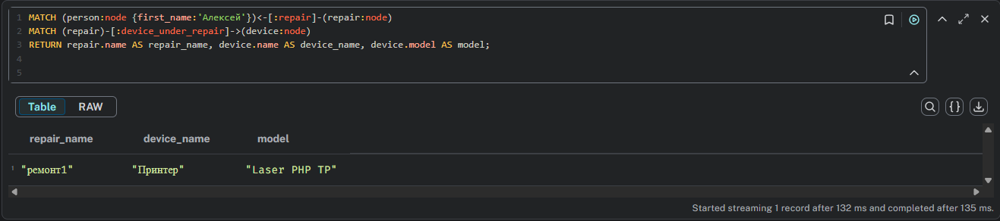 1 MATCH (person:node {first_name:'Алексей'})<-[:repair]-(repair:node)
2 MATCH (repair)-[:device_under_repair]->(device:node)
3 RETURN repair.name AS repair_name, device.name AS device_name, device.model AS model;
4
5
Table RAW
repair_name device_name model
1 "ремонт1" "Принтер" "Laser PHP TP"
Started streaming 1 record after 132 ms and completed after 135 ms.